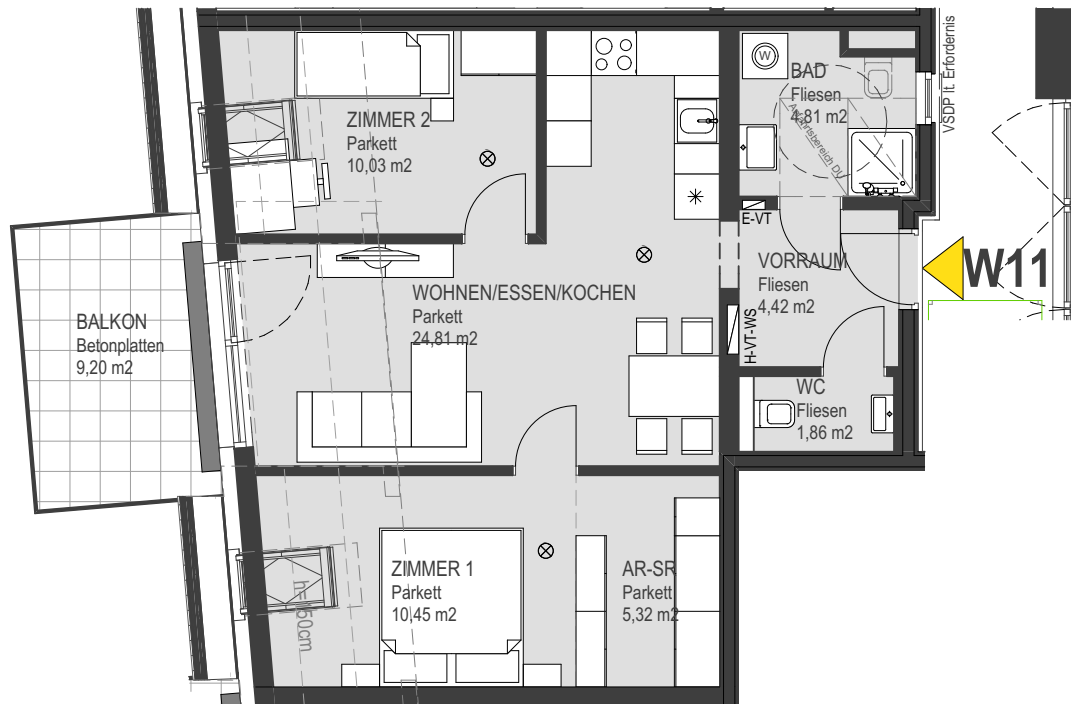 ZIMMER 2
Parkett
10,03 m2
W
BAD
Fliesen
4,81 m2
VSDP lt. Erfordernis
E-VT
VORRAUM
Fliesen
4,42 m2
W11
WOHNEN/ESSEN/KOCHEN
Parkett
24,81 m2
BALKON
Betonplatten
9,20 m2
H-VT-WS
WC
Fliesen
1,86 m2
ZIMMER 1
Parkett
10,45 m2
AR-SR
Parkett
5,32 m2